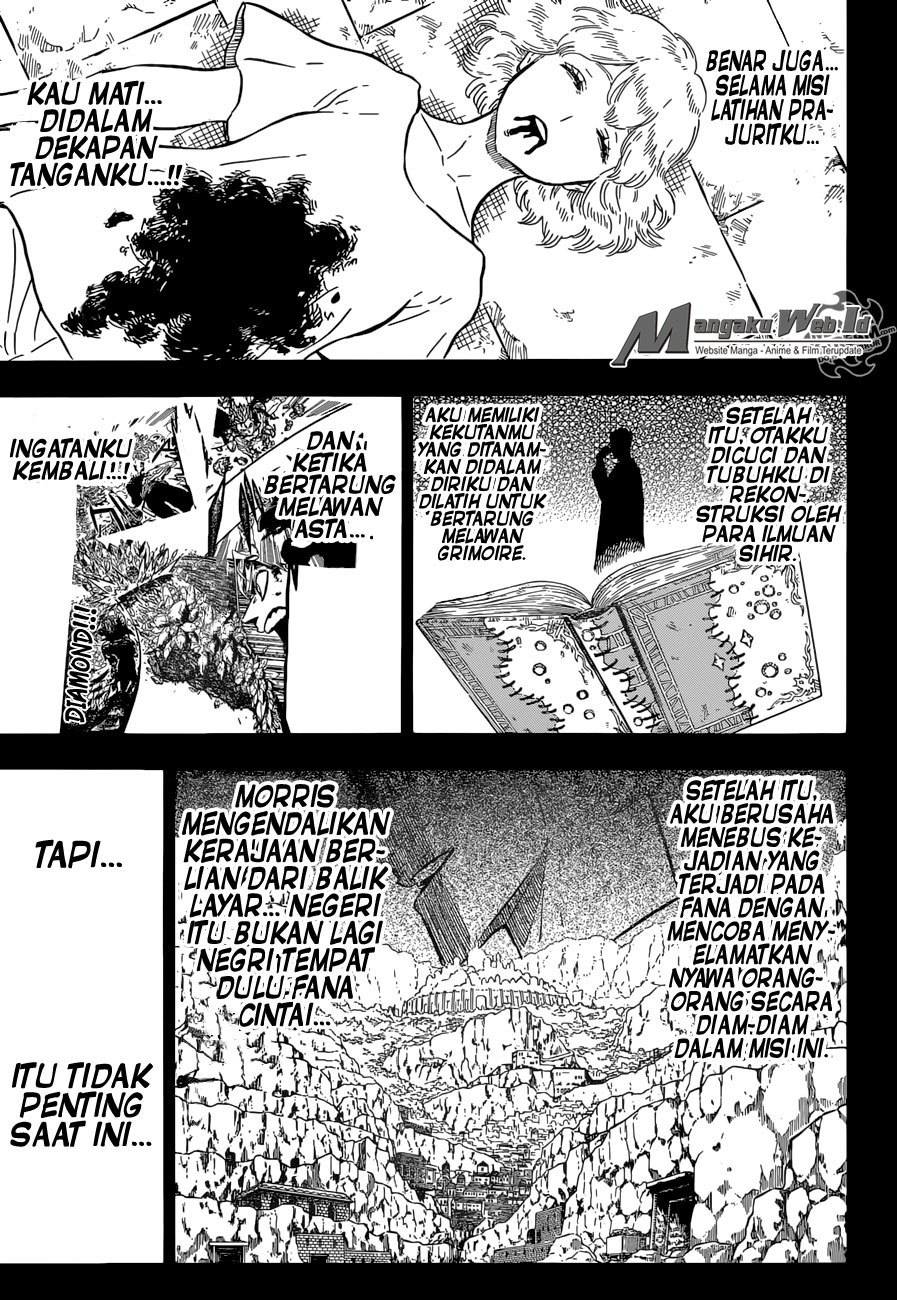 BENAR JUGA...
SELAMA MISI
LATIHAN PRA-
JURITKU...
KAU MATI...
DIDALAM
DEKAPAN
TANGANKU...!!
Mangaku.Web.Id
Website Manga - Anime & Film Terupdate
SETELAH
ITU, OTAKKU
DICUCI DAN
TUBUHKU DI
REKON-
STRUKSI OLEH
PARA ILMUAN
SIHIR.
AKU MEMILIKI
KEKUTANMU
YANG DITANAM-
KAN DIDALAM
DIRIKU DAN
DILATIH UNTUK
BERTARUNG
MELAWAN
GRIMOIRE.
DAN
KETIKA
BERTARUNG
MELAWAN
ASTA....
INGATANKU
KEMBALI!!!!
DIAMOND!!!
SETELAH ITU,
AKU BERUSAHA
MENEBUS KE-
JADIAN YANG
TERJADI PADA
FANA DENGAN
MENCOBA MENY-
ELAMATKAN
NYAWA ORANG-
ORANG SECARA
DIAM-DIAM
DALAM MISI INI.
MORRIS
MENGENDALIKAN
KERAJAAN BER-
LIAN DARI BALIK
LAYAR... NEGERI
ITU BUKAN LAGI
NEGRI TEMPAT
DULU FANA
CINTAI...
TAPI...
ITU TIDAK
PENTING
SAAT INI...